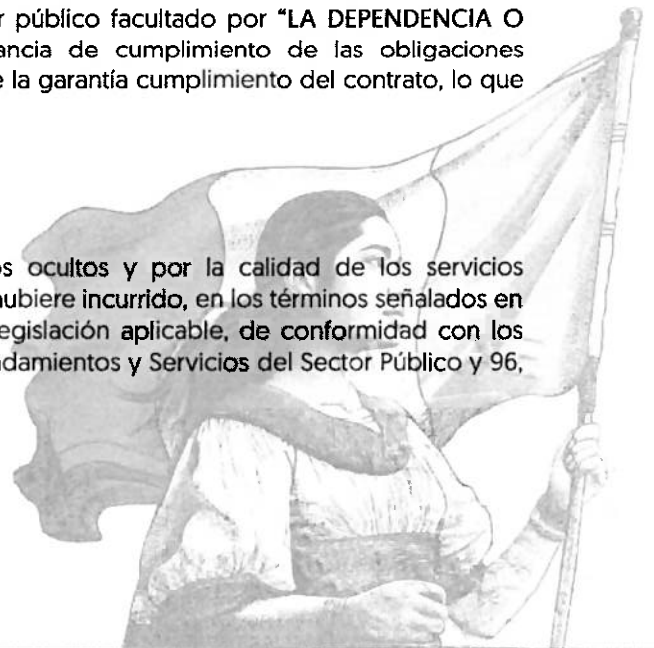 r público facultado por "LA DEPENDENCIA O
ancia de cumplimiento de las obligaciones
e la garantía cumplimiento del contrato, lo que
os ocultos y por la calidad de los servicios
hubiere incurrido, en los términos señalados en
egislación aplicable, de conformidad con los
ndamientos y Servicios del Sector Público y 96,